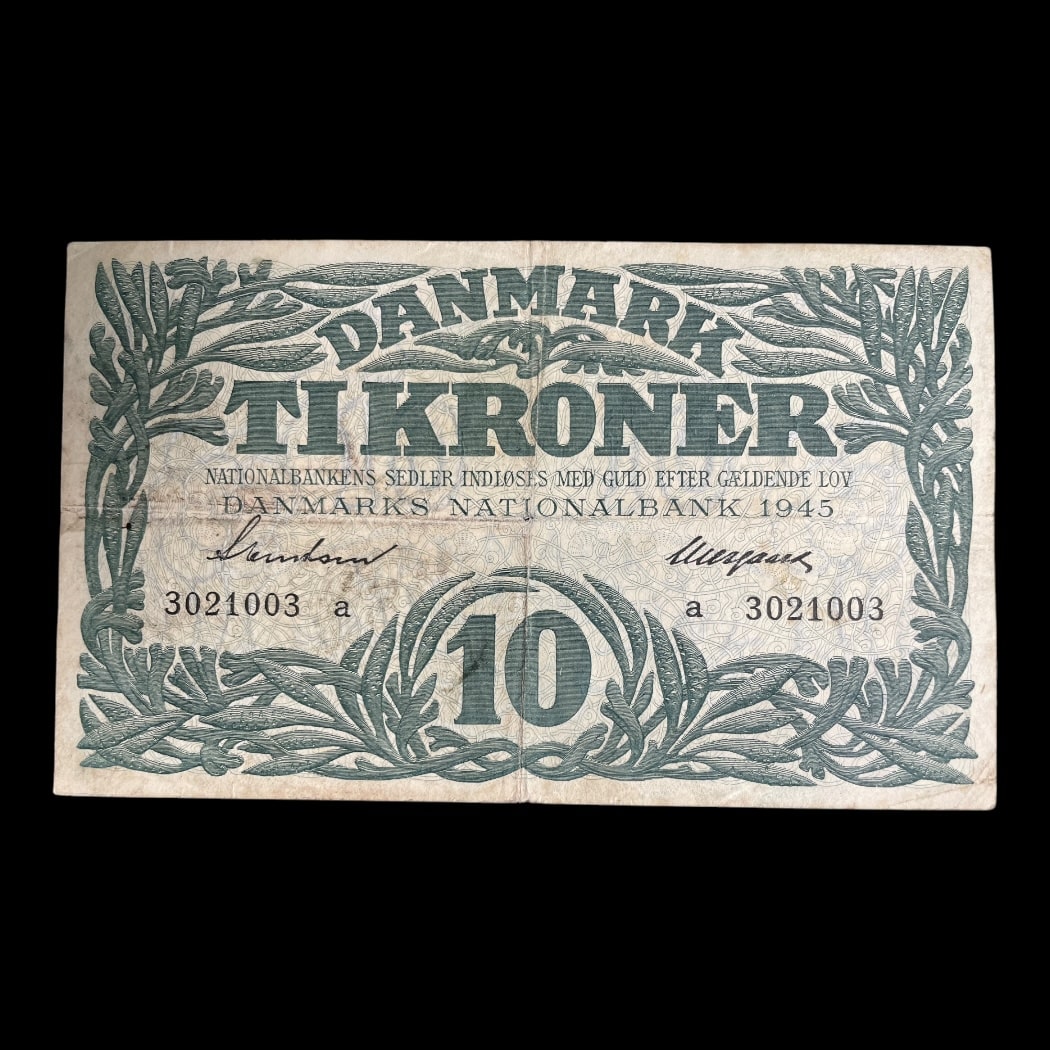 DANMARK
TI KRONER
NATIONALBANKENS SEDLER INDLØSES MED GULD EFTER GÆLDENDE LOV
DANMARKS NATIONALBANK 1945
3021003 a a 3021003
10